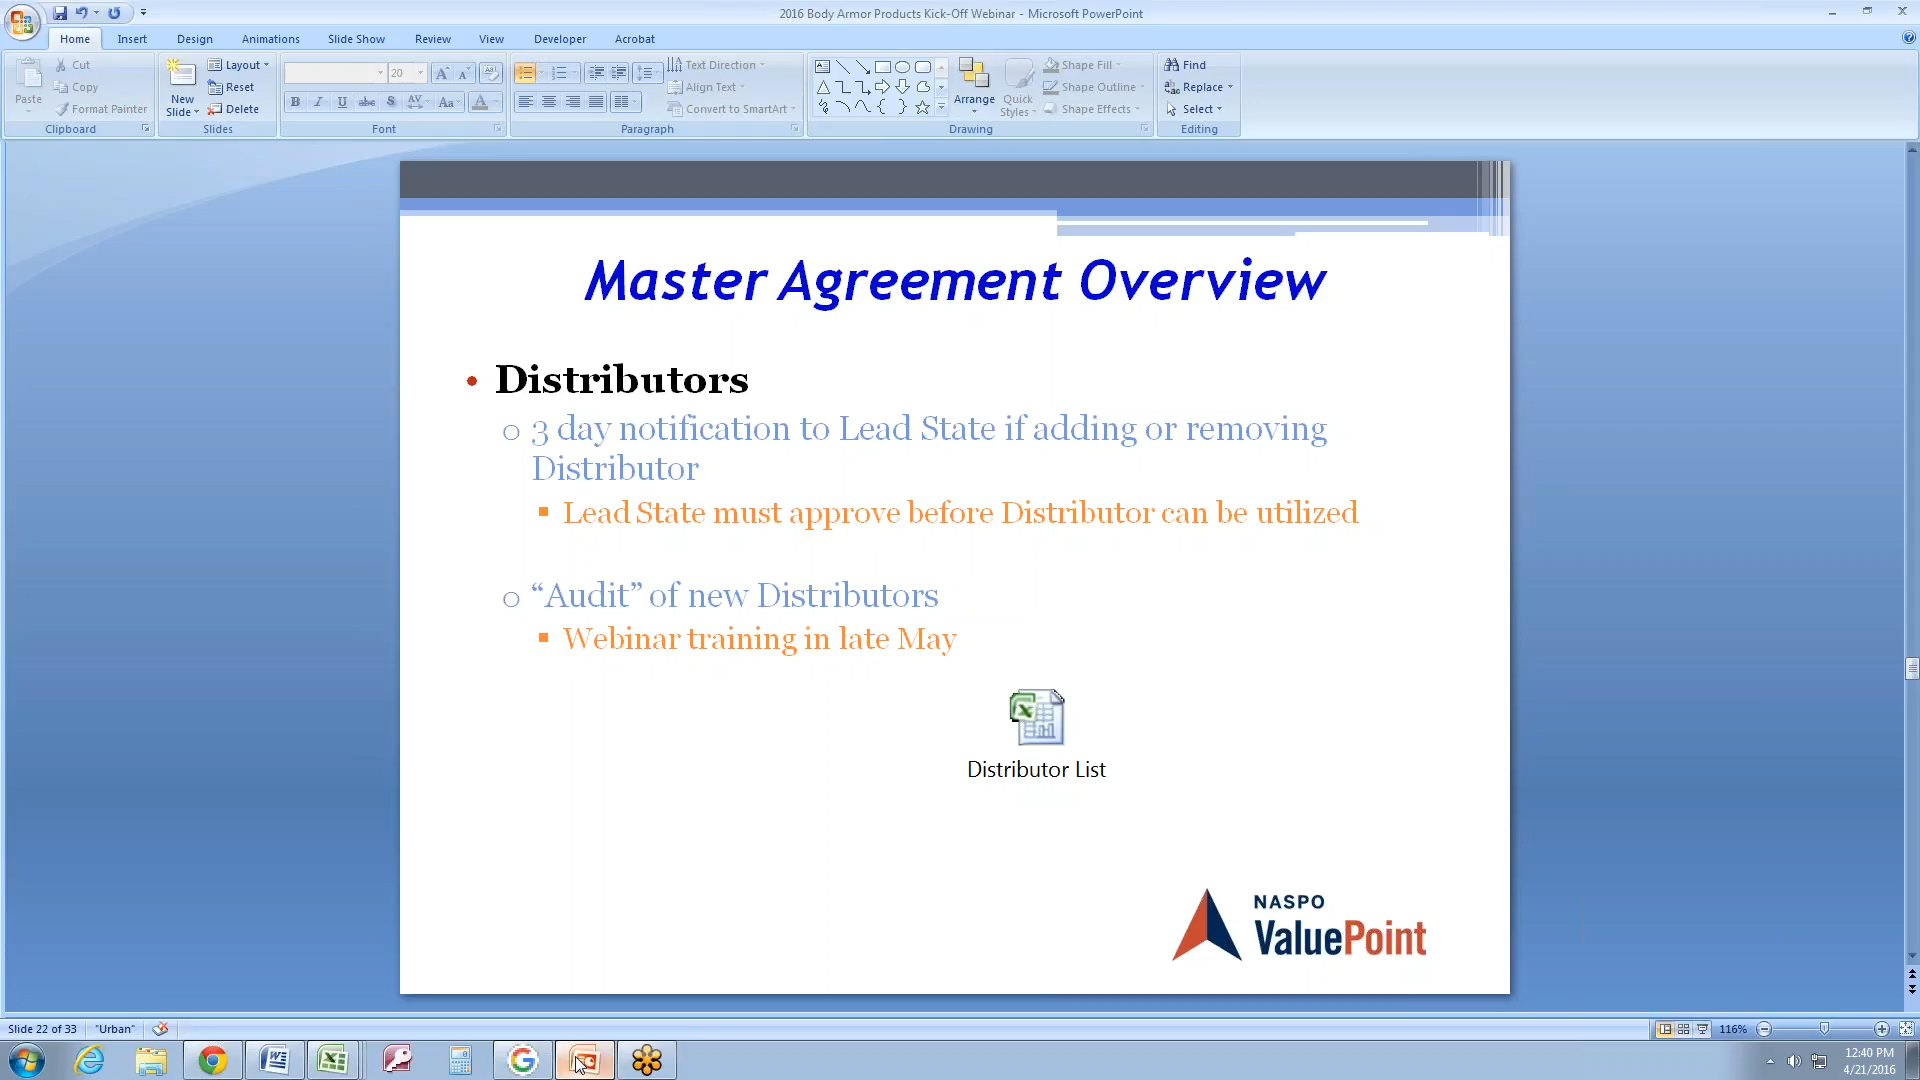 2016 Body Armor Products Kick-Off Webinar - Microsoft PowerPoint
Home Insert Design Animations Slide Show Review View Developer Acrobat
Paste
Cut
Copy
Format Painter
Clipboard
New Slide
Layout
Reset
Delete
Slides
20
B I U abc S AV Aa A
Font
Text Direction
Align Text
Convert to SmartArt
Paragraph
Arrange
Quick Styles
Shape Fill
Shape Outline
Shape Effects
Drawing
Find
Replace
Select
Editing
Master Agreement Overview
• Distributors
o 3 day notification to Lead State if adding or removing
Distributor
▪ Lead State must approve before Distributor can be utilized
o “Audit” of new Distributors
▪ Webinar training in late May
Distributor List
NASPO
ValuePoint
Slide 22 of 33 "Urban" 116%
12:40 PM
4/21/2016